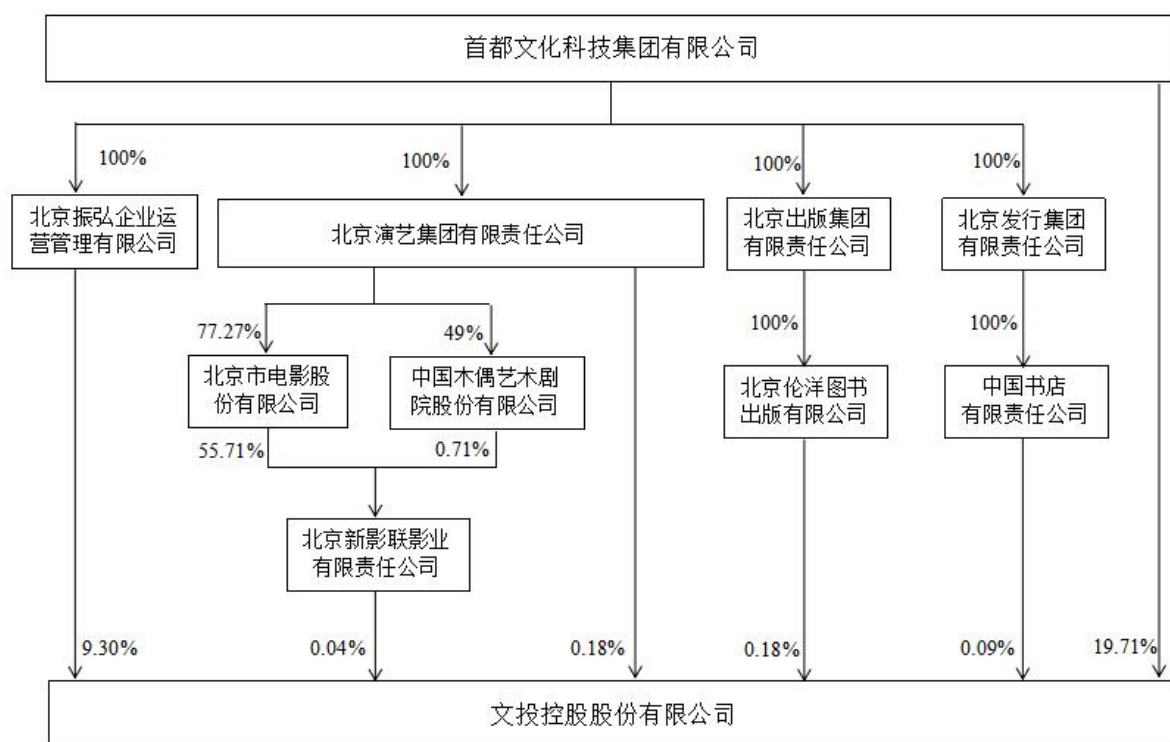 首都文化科技集团有限公司
100%
100%
100%
100%
北京振弘企业运
营管理有限公司
北京演艺集团有限责任公司
北京出版集团
有限责任公司
北京发行集团
有限责任公司
77.27%
49%
100%
100%
北京市电影股
份有限公司
中国木偶艺术剧
院股份有限公司
北京伦洋图书
出版有限公司
中国书店
有限责任公司
55.71%
0.71%
北京新影联影业
有限责任公司
9.30%
0.04%
0.18%
0.18%
0.09%
19.71%
文投控股股份有限公司